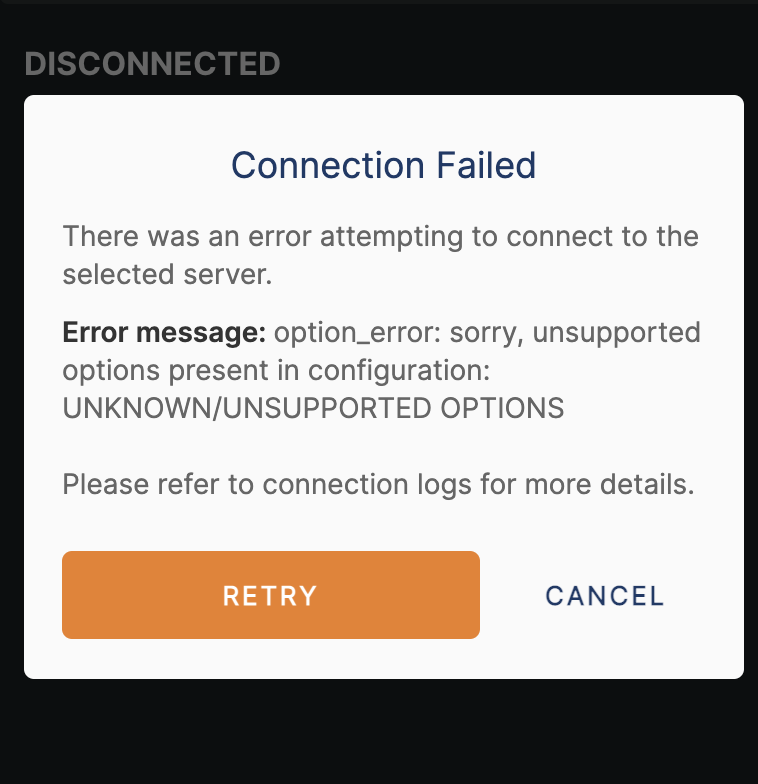 DISCONNECTED
Connection Failed
There was an error attempting to connect to the
selected server.
Error message: option_error: sorry, unsupported
options present in configuration:
UNKNOWN/UNSUPPORTED OPTIONS
Please refer to connection logs for more details.
RETRY
CANCEL